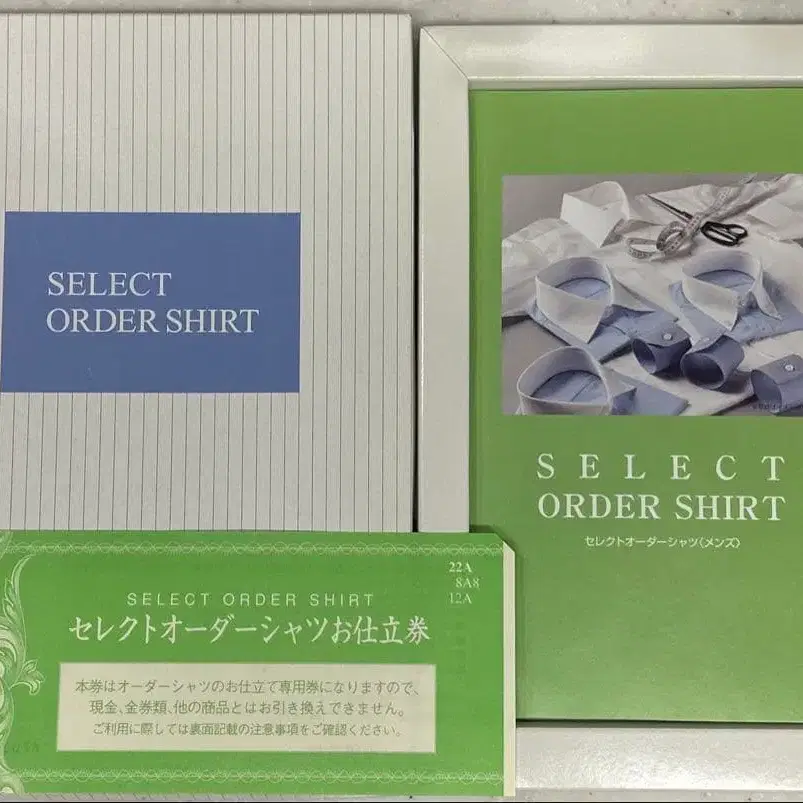 SELECT
ORDER SHIRT
SELECT
ORDER SHIRT
セレクトオーダーシャツ〈メンズ〉
22A
8A8
12A
SELECT ORDER SHIRT
セレクトオーダーシャツお仕立券
本券はオーダーシャツのお仕立て専用券になりますので、
現金、金券類、他の商品とはお引き換えできません。
ご利用に際しては裏面記載の注意事項をご確認ください。